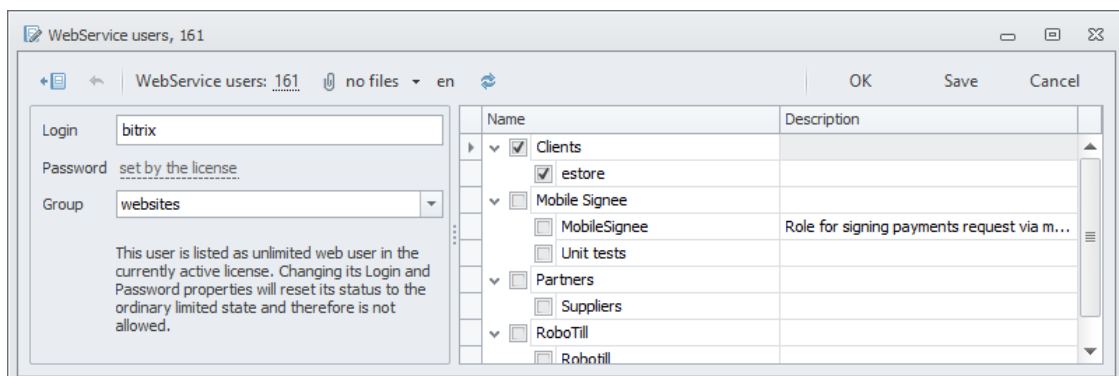 WebService users, 161
WebService users: 161 no files en OK Save Cancel
Login bitrix
Password set by the license
Group websites
This user is listed as unlimited web user in the
currently active license. Changing its Login and
Password properties will reset its status to the
ordinary limited state and therefore is not
allowed.
Name Description
Clients
estore
Mobile Signee
MobileSignee Role for signing payments request via m...
Unit tests
Partners
Suppliers
RoboTill
Robotill